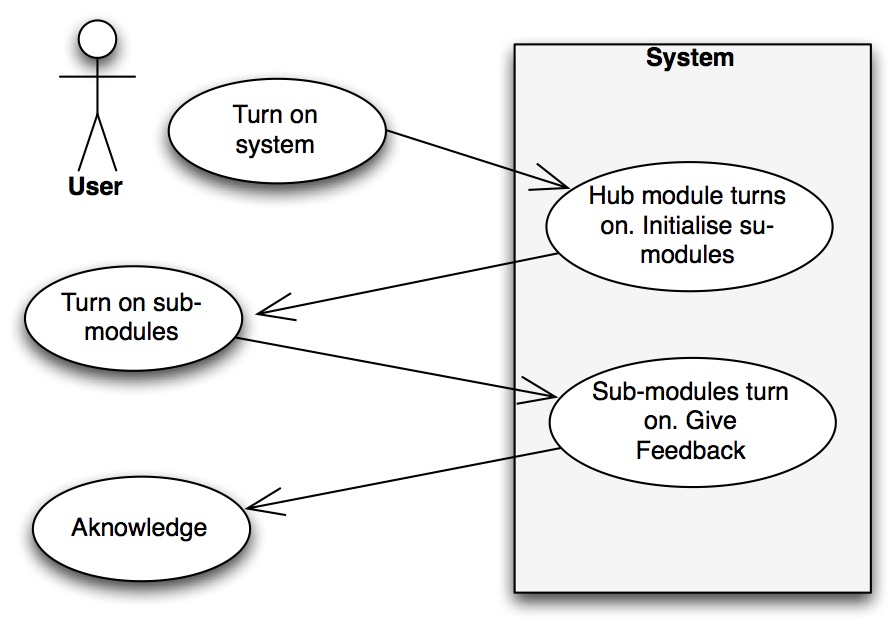 System
Turn on
system
User
Hub module turns
on. Initialise su-
modules
Turn on sub-
modules
Sub-modules turn
on. Give
Feedback
Aknowledge